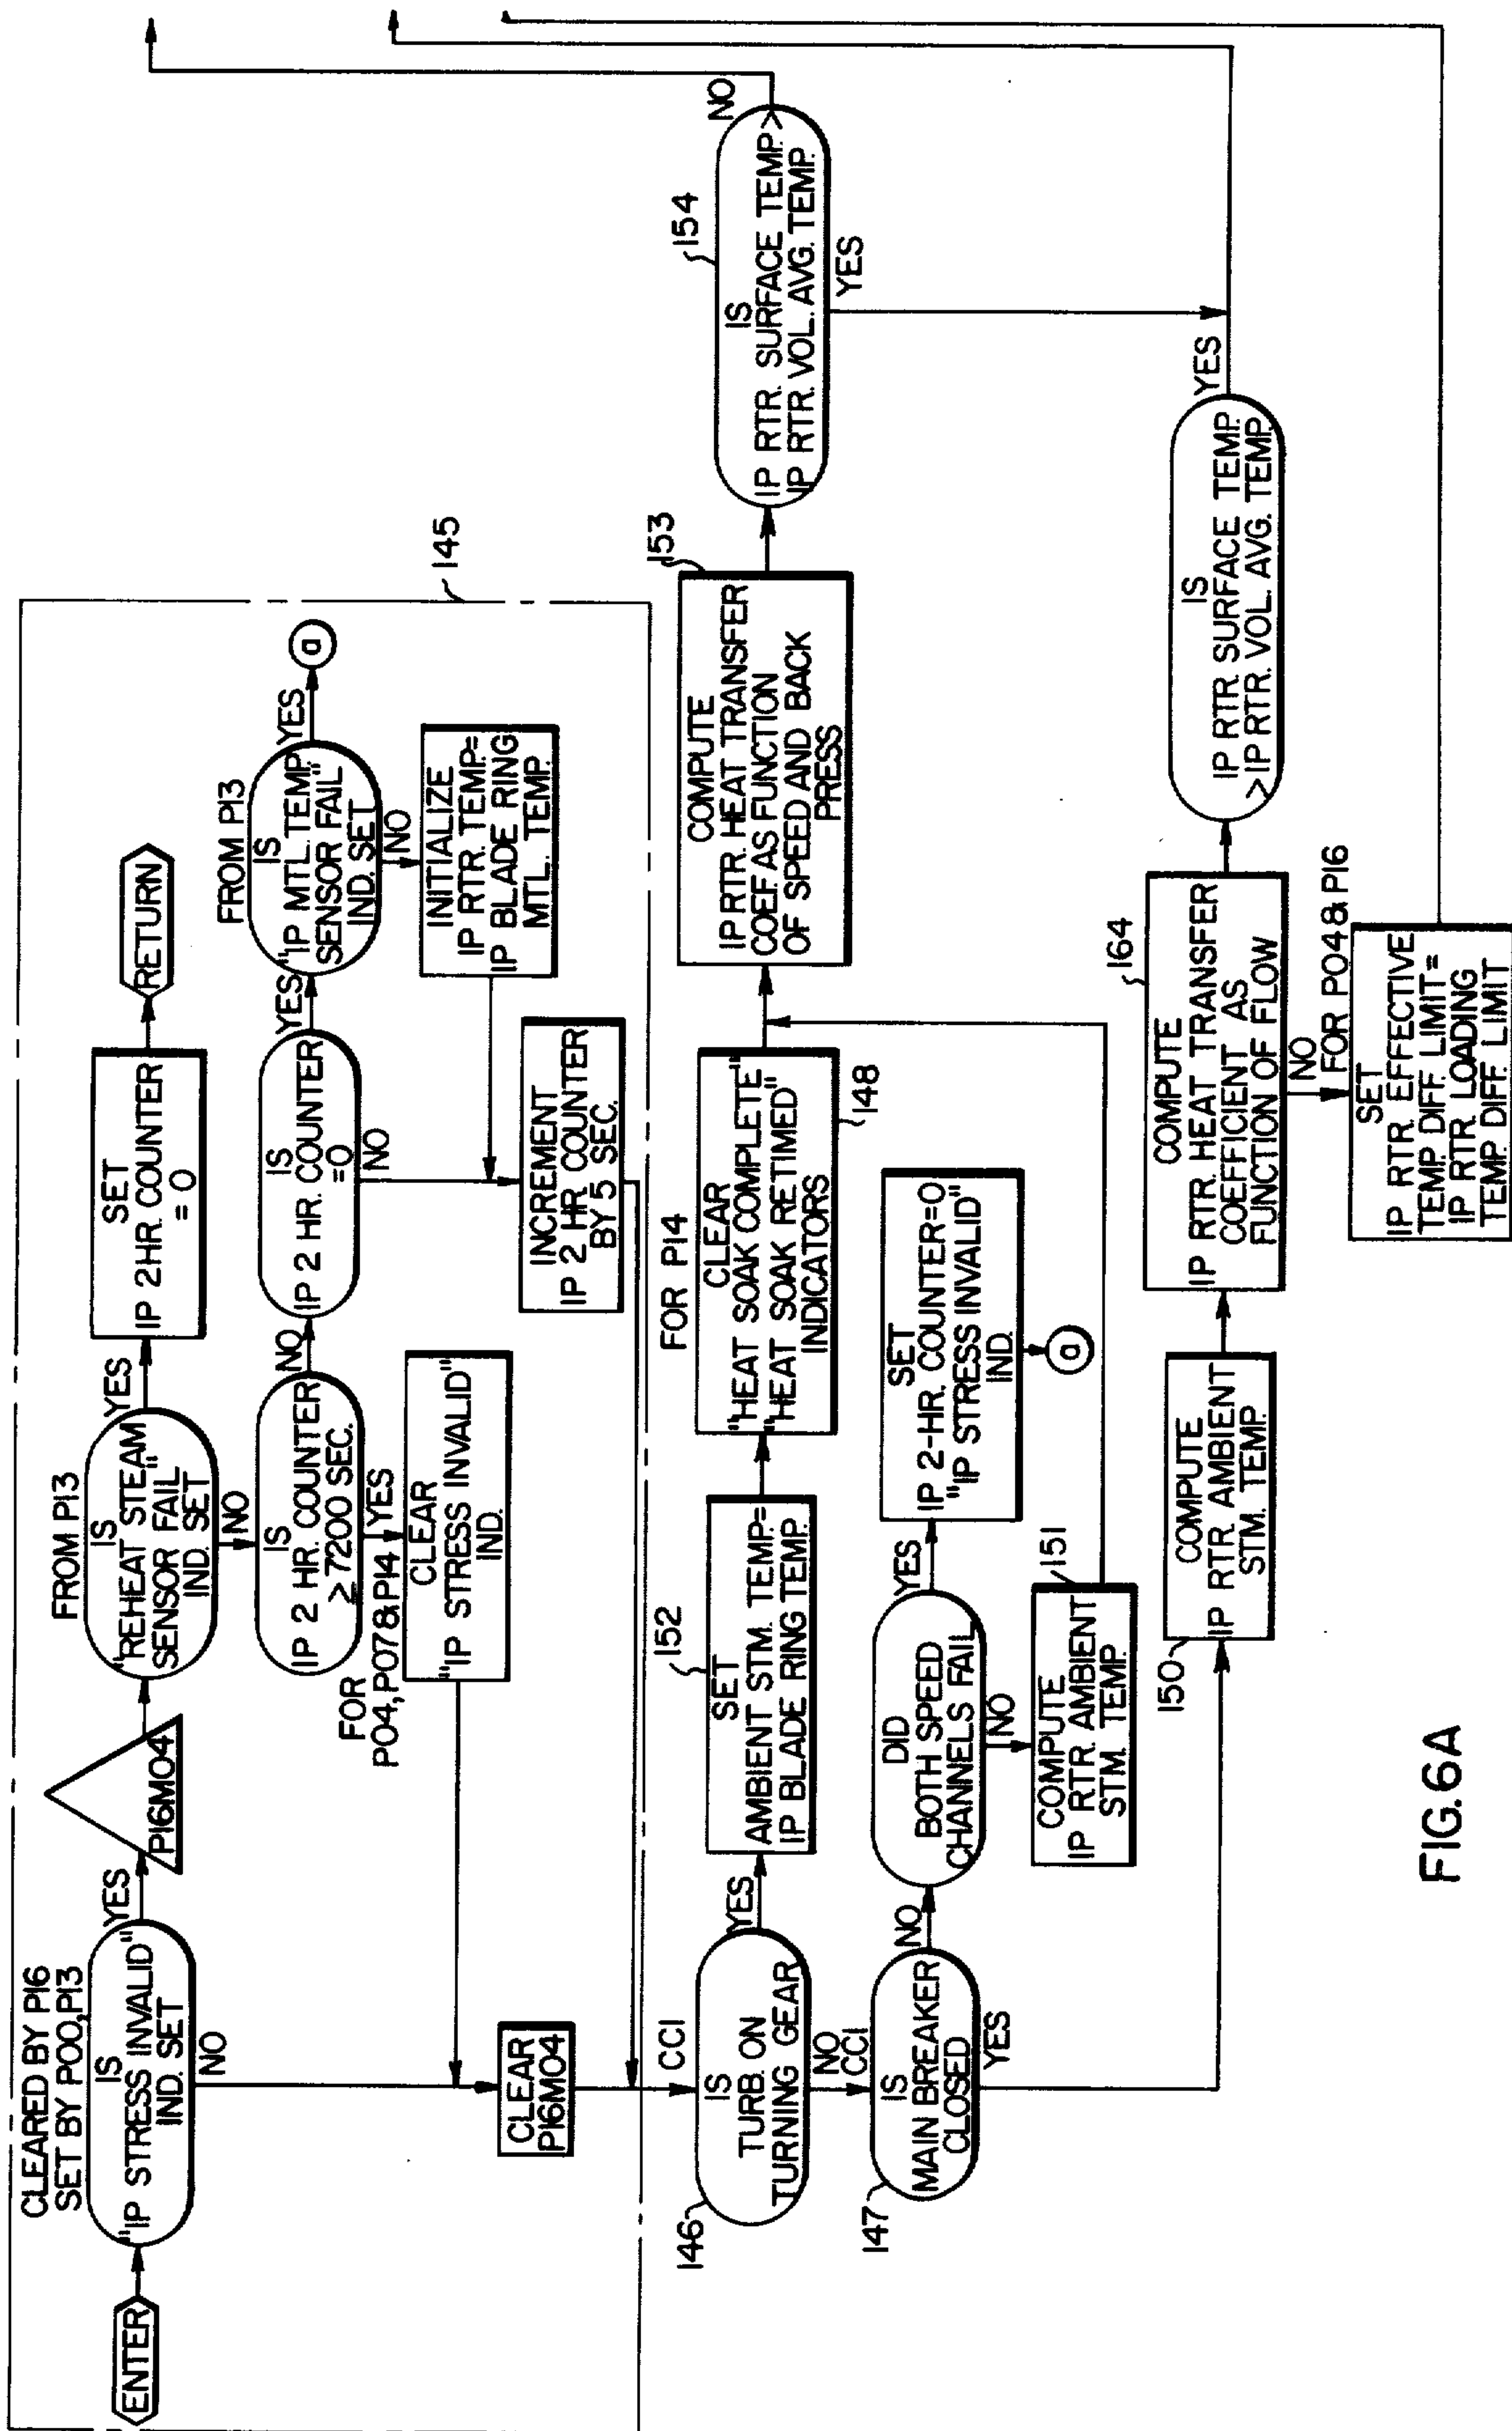 CLEARED BY P16
SET BY P00, P13
ENTER
IS
"IP STRESS INVALID"
IND. SET
YES
NO
P16M04
FROM P13
IS
"REHEAT STEAM"
SENSOR FAIL
IND. SET
YES
NO
SET
IP 2HR. COUNTER
= 0
RETURN
IS
IP 2 HR. COUNTER
≥ 7200 SEC.
NO
YES
FOR
P04, P07 & P14
CLEAR
"IP STRESS INVALID"
IND.
IS
IP 2 HR. COUNTER
=0
YES
NO
FROM P13
IS
"IP MTL. TEMP.
SENSOR FAIL"
IND. SET
YES
NO
a
INITIALIZE
IP RTR. TEMP.=
IP BLADE RING
MTL. TEMP.
INCREMENT
IP 2 HR COUNTER
BY 5 SEC.
145
CLEAR
P16M04
CCI
IS
TURB. ON
TURNING GEAR
146
YES
NO
CCI
152
SET
AMBIENT STM. TEMP.=
IP BLADE RING TEMP.
FOR P14
CLEAR
"HEAT SOAK COMPLETE"
"HEAT SOAK RETIMED"
INDICATORS
148
COMPUTE
IP RTR. HEAT TRANSFER
COEF. AS FUNCTION
OF SPEED AND BACK
PRESS
153
IS
IP RTR. SURFACE TEMP. >
IP RTR. VOL. AVG. TEMP.
154
NO
YES
IS
MAIN BREAKER
CLOSED
147
NO
YES
DID
BOTH SPEED
CHANNELS FAIL
YES
NO
SET
IP 2-HR. COUNTER=0
"IP STRESS INVALID"
IND.
a
COMPUTE
IP RTR. AMBIENT
STM. TEMP.
151
150
COMPUTE
IP RTR. AMBIENT
STM. TEMP.
164
COMPUTE
IP RTR. HEAT TRANSFER
COEFFICIENT AS
FUNCTION OF FLOW
NO
FOR P04 & P16
IS
IP RTR. SURFACE TEMP.
> IP RTR. VOL. AVG. TEMP.
YES
SET
IP RTR. EFFECTIVE
TEMP. DIFF. LIMIT=
IP RTR LOADING
TEMP. DIFF. LIMIT
FIG. 6A